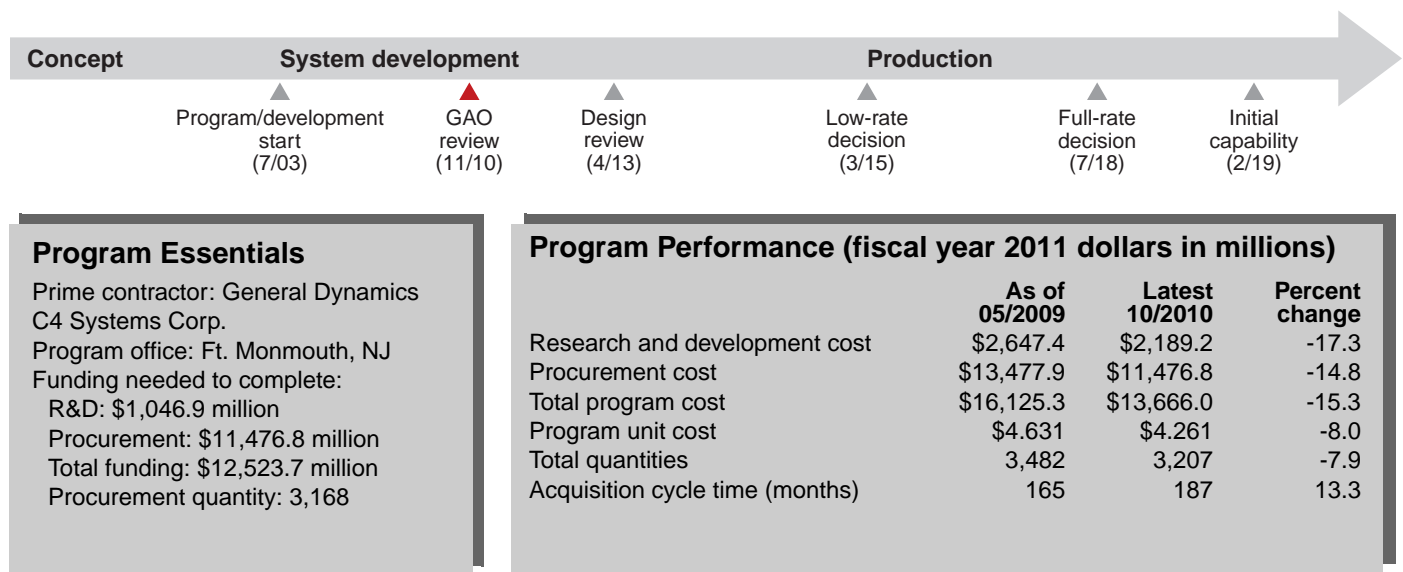 Concept System development Production
Program/development
start
(7/03)
GAO
review
(11/10)
Design
review
(4/13)
Low-rate
decision
(3/15)
Full-rate
decision
(7/18)
Initial
capability
(2/19)
Program Essentials
Prime contractor: General Dynamics
C4 Systems Corp.
Program office: Ft. Monmouth, NJ
Funding needed to complete:
R&D: $1,046.9 million
Procurement: $11,476.8 million
Total funding: $12,523.7 million
Procurement quantity: 3,168
Program Performance (fiscal year 2011 dollars in millions)
As of Latest Percent
05/2009 10/2010 change
Research and development cost $2,647.4 $2,189.2 -17.3
Procurement cost $13,477.9 $11,476.8 -14.8
Total program cost $16,125.3 $13,666.0 -15.3
Program unit cost $4.631 $4.261 -8.0
Total quantities 3,482 3,207 -7.9
Acquisition cycle time (months) 165 187 13.3